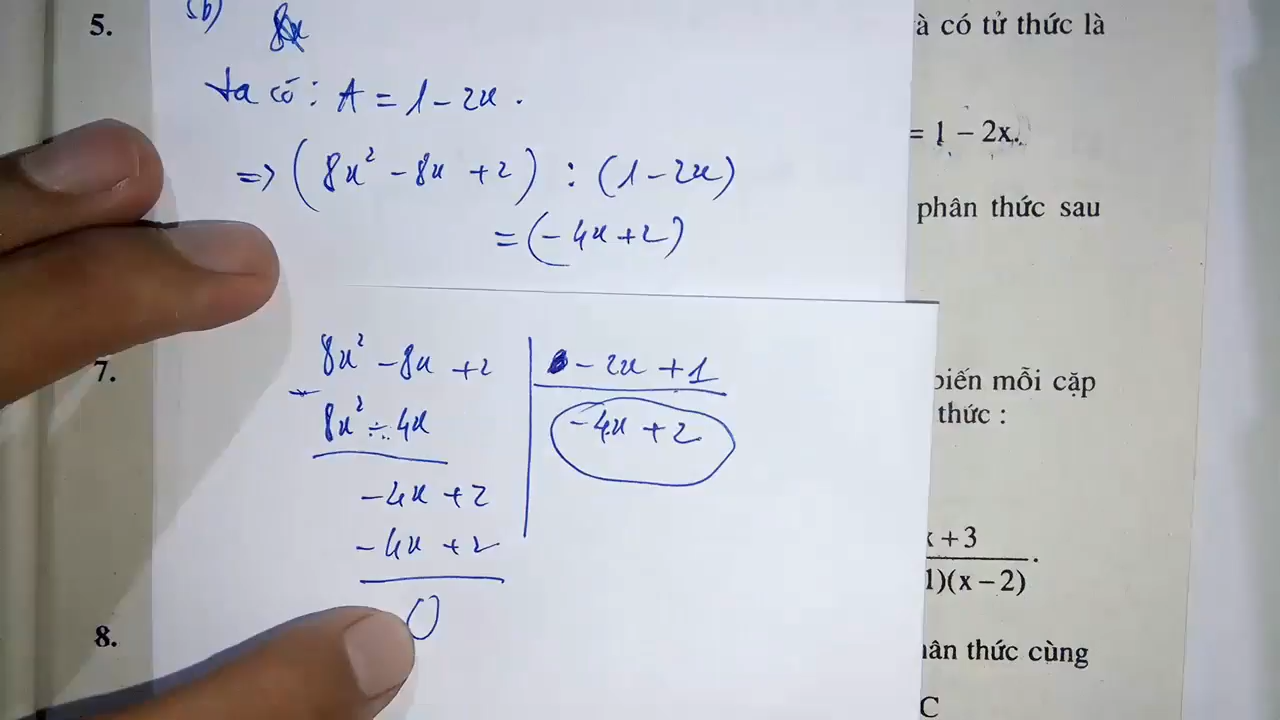 5.
(b)
à có tử thức là
ta có: A = 1 - 2x.
= 1 – 2x.
=> (8x² - 8x + 2) : (1 - 2x)
phân thức sau
= (-4x + 2)
8x² - 8x + 2
- 2x + 1
7.
biến mỗi cặp
-
8x² - 4x
- 4x + 2
thức :
- 4x + 2
- 4x + 2
x + 3
1)(x – 2)
0
8.
hân thức cùng
C